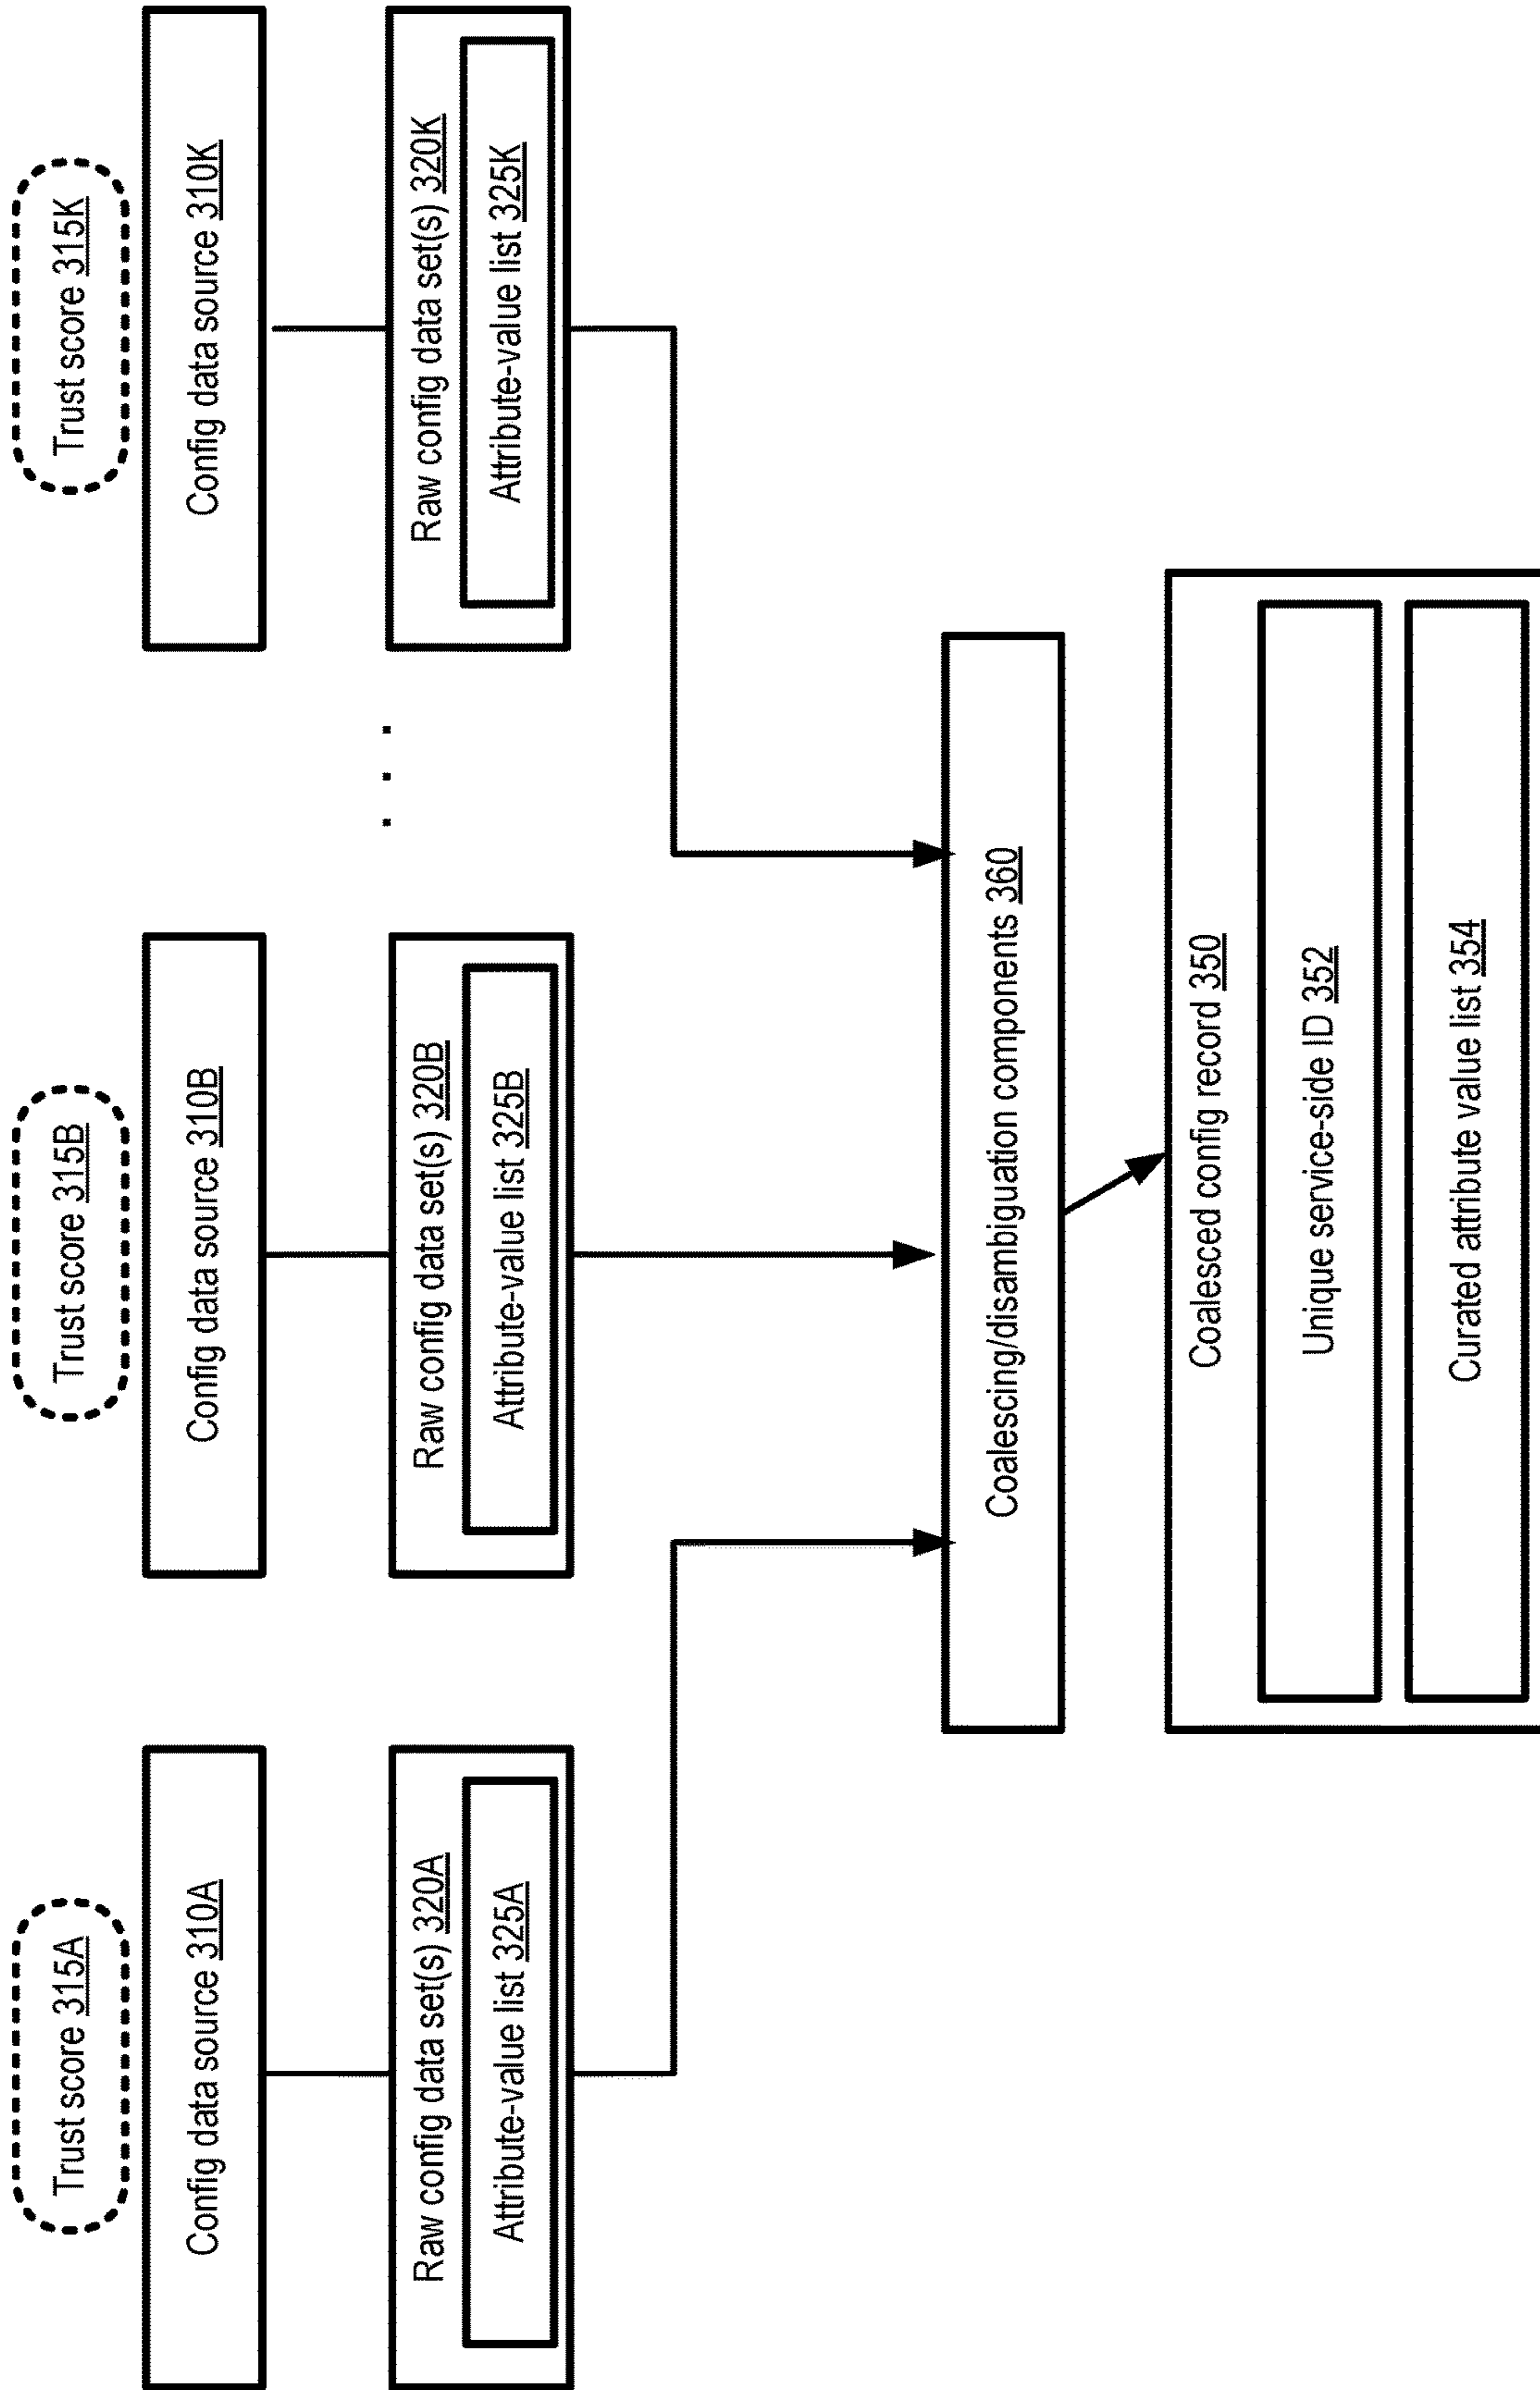 Trust score 315A
Config data source 310A
Raw config data set(s) 320A
Attribute-value list 325A
Trust score 315B
Config data source 310B
Raw config data set(s) 320B
Attribute-value list 325B
. . .
Trust score 315K
Config data source 310K
Raw config data set(s) 320K
Attribute-value list 325K
Coalescing/disambiguation components 360
Coalesced config record 350
Unique service-side ID 352
Curated attribute value list 354